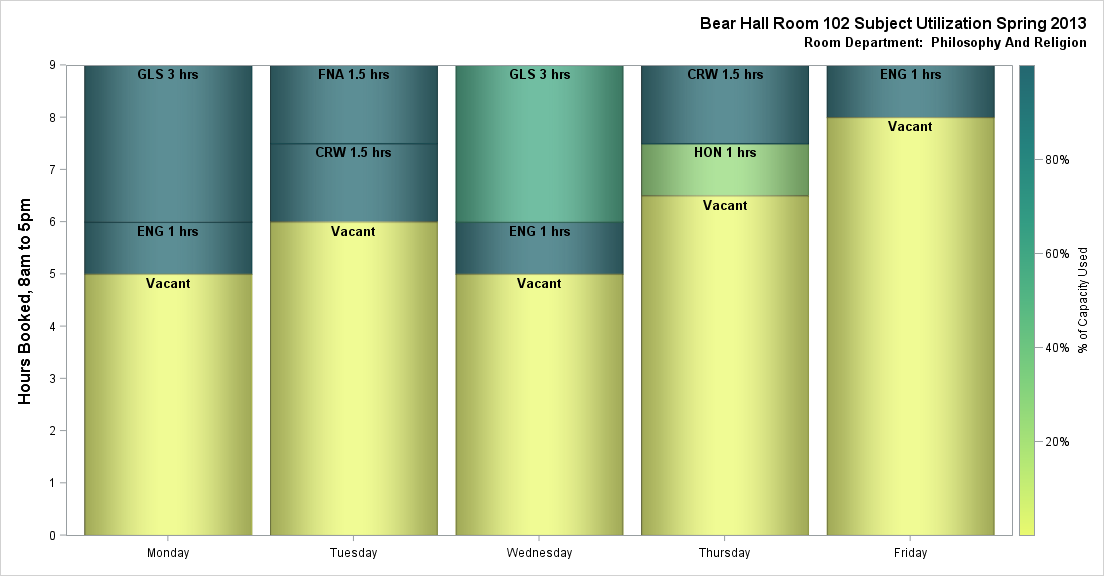 Bear Hall Room 102 Subject Utilization Spring 2013
Room Department:  Philosophy And Religion
Hours Booked, 8am to 5pm
9
8
7
6
5
4
3
2
1
0
GLS 3 hrs
ENG 1 hrs
Vacant
FNA 1.5 hrs
CRW 1.5 hrs
Vacant
GLS 3 hrs
ENG 1 hrs
Vacant
CRW 1.5 hrs
HON 1 hrs
Vacant
ENG 1 hrs
Vacant
Monday
Tuesday
Wednesday
Thursday
Friday
80%
60%
40%
20%
% of Capacity Used